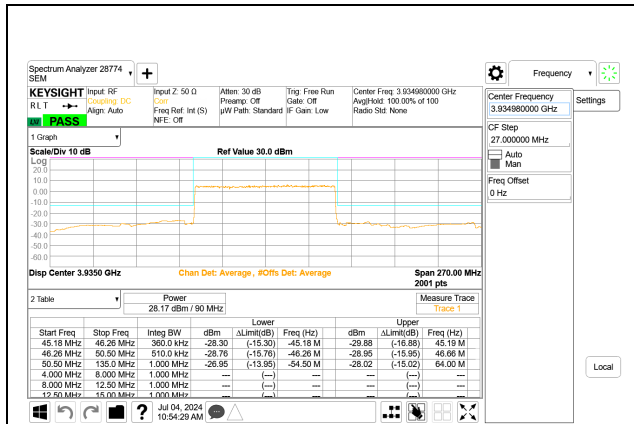 Spectrum Analyzer 28774
SEM
Frequency
KEYSIGHT Input: RF Input Z: 50 Ω Atten: 30 dB Trig: Free Run Center Freq: 3.934980000 GHz
Coupling: DC Corr Preamp: Off Gate: Off Avg|Hold: 100.00% of 100
RLT Align: Auto Freq Ref: Int (S) µW Path: Standard IF Gain: Low Radio Std: None
NFE: Off
PASS
Center Frequency
3.934980000 GHz
Settings
CF Step
27.000000 MHz
Auto
Man
Freq Offset
0 Hz
1 Graph
Scale/Div 10 dB Ref Value 30.0 dBm
Log
20.0
10.0
0.00
-10.0
-20.0
-30.0
-40.0
-50.0
-60.0
Disp Center 3.9350 GHz Chan Det: Average, #Offs Det: Average Span 270.00 MHz
2001 pts
2 Table Power Measure Trace
28.17 dBm / 90 MHz Trace 1
Lower Upper
Start Freq Stop Freq Integ BW dBm ΔLimit(dB) Freq (Hz) dBm ΔLimit(dB) Freq (Hz)
45.18 MHz 46.26 MHz 360.0 kHz -28.30 (-15.30) -45.18 M -29.88 (-16.88) 45.19 M
46.26 MHz 50.50 MHz 510.0 kHz -28.76 (-15.76) -46.26 M -28.95 (-15.95) 46.66 M
50.50 MHz 135.0 MHz 1.000 MHz -26.95 (-13.95) -54.50 M -28.02 (-15.02) 64.00 M
4.000 MHz 8.000 MHz 1.000 MHz --- (---) --- --- (---) ---
8.000 MHz 12.50 MHz 1.000 MHz --- (---) --- --- (---) ---
12.50 MHz 15.00 MHz 1.000 MHz --- (---) --- --- (---) ---
Local
Jul 04, 2024
10:54:29 AM